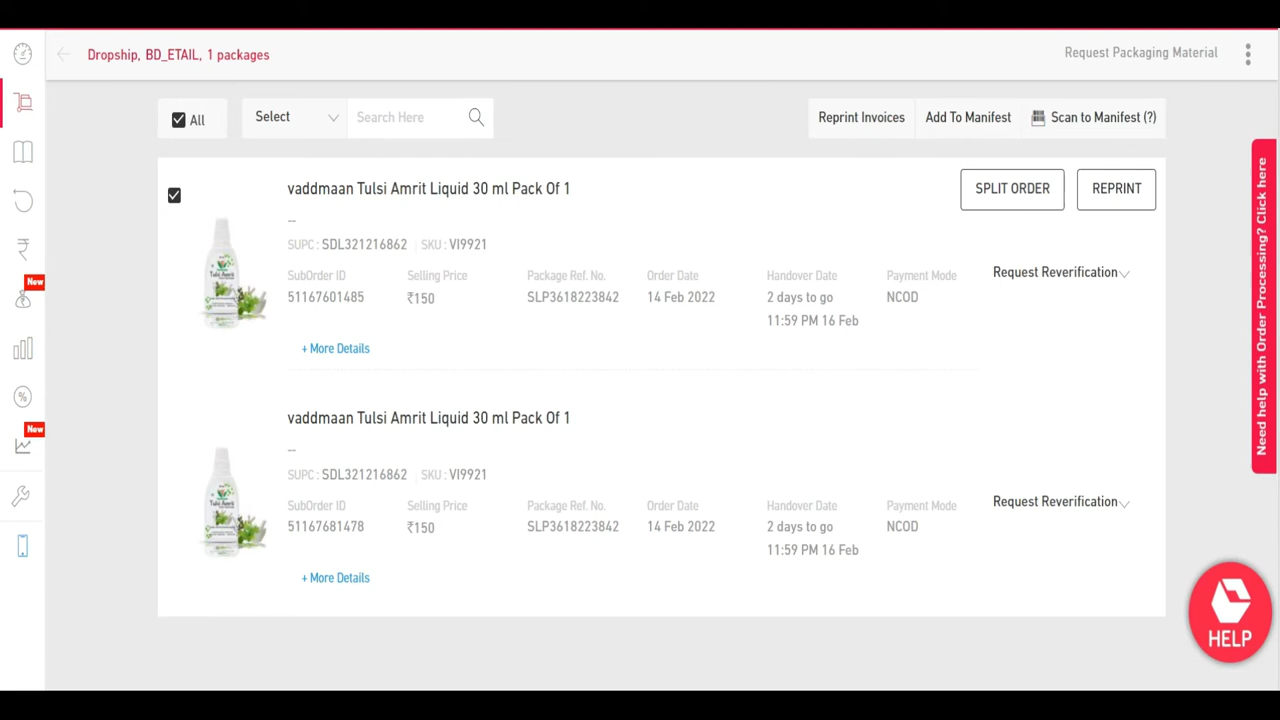 Dropship, BD_ETAIL, 1 packages
Request Packaging Material
All
Select
Search Here
Reprint Invoices
Add To Manifest
Scan to Manifest (?)
vaddmaan Tulsi Amrit Liquid 30 ml Pack Of 1
SPLIT ORDER
REPRINT
--
SUPC : SDL321216862 SKU : VI9921
SubOrder ID Selling Price Package Ref. No. Order Date Handover Date Payment Mode
Request Reverification
51167601485 ₹150 SLP3618223842 14 Feb 2022 2 days to go NCOD
11:59 PM 16 Feb
+ More Details
vaddmaan Tulsi Amrit Liquid 30 ml Pack Of 1
--
SUPC : SDL321216862 SKU : VI9921
SubOrder ID Selling Price Package Ref. No. Order Date Handover Date Payment Mode
Request Reverification
51167681478 ₹150 SLP3618223842 14 Feb 2022 2 days to go NCOD
11:59 PM 16 Feb
+ More Details
New
New
Need help with Order Processing? Click here
HELP
Tulsi Amrit
Tulsi Amrit